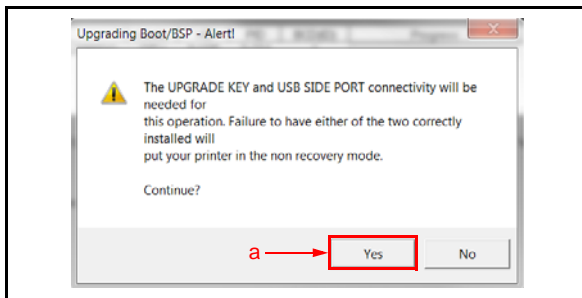 Upgrading Boot/BSP - Alert!
The UPGRADE KEY and USB SIDE PORT connectivity will be
needed for
this operation. Failure to have either of the two correctly
installed will
put your printer in the non recovery mode.
Continue?
a
Yes
No